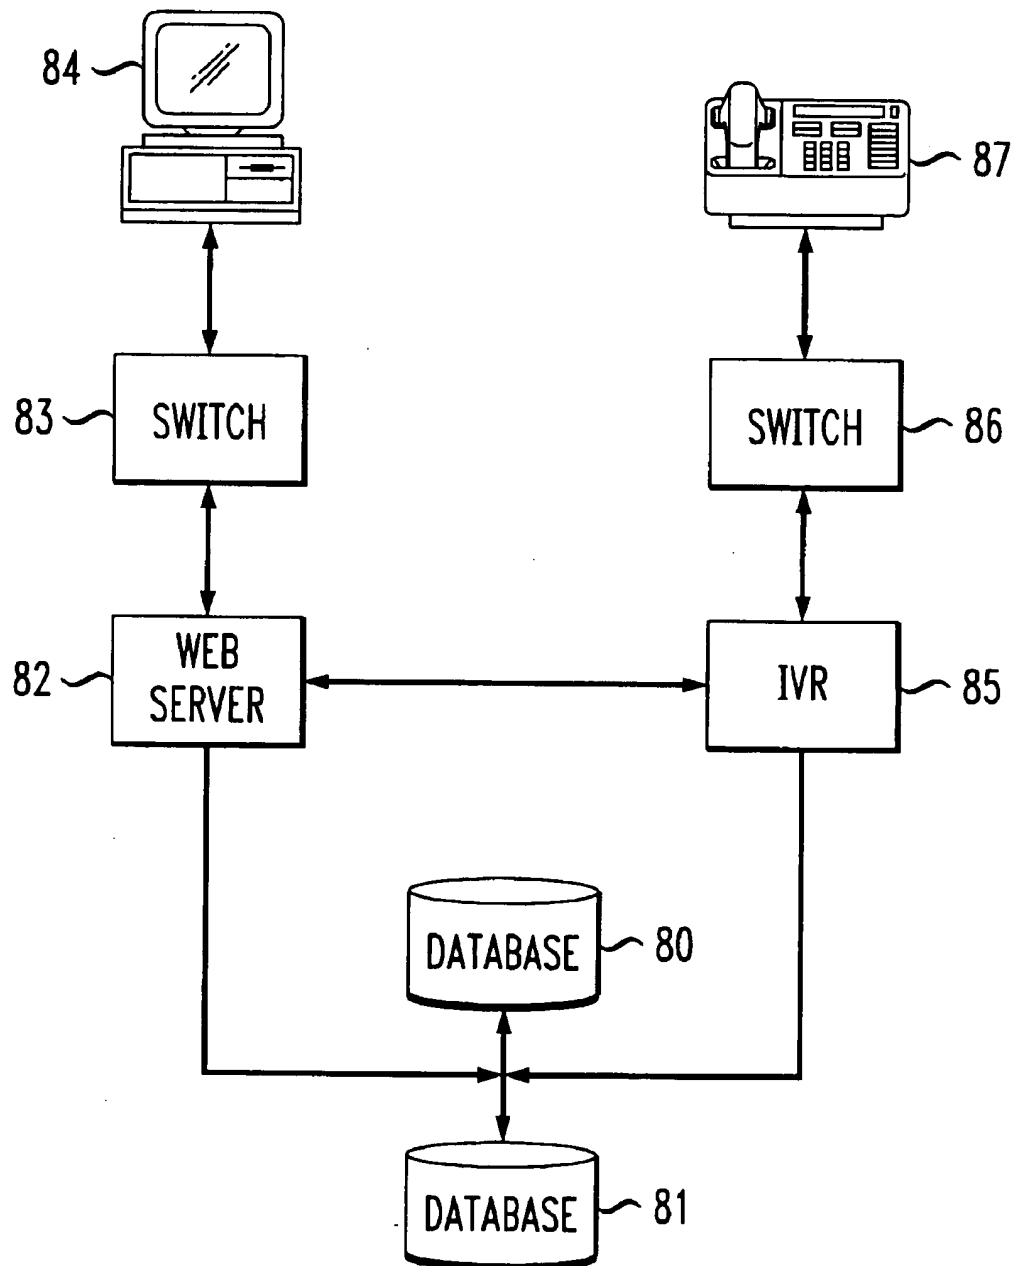 84
87
83
SWITCH
SWITCH
86
82
WEB
SERVER
IVR
85
DATABASE
80
DATABASE
81